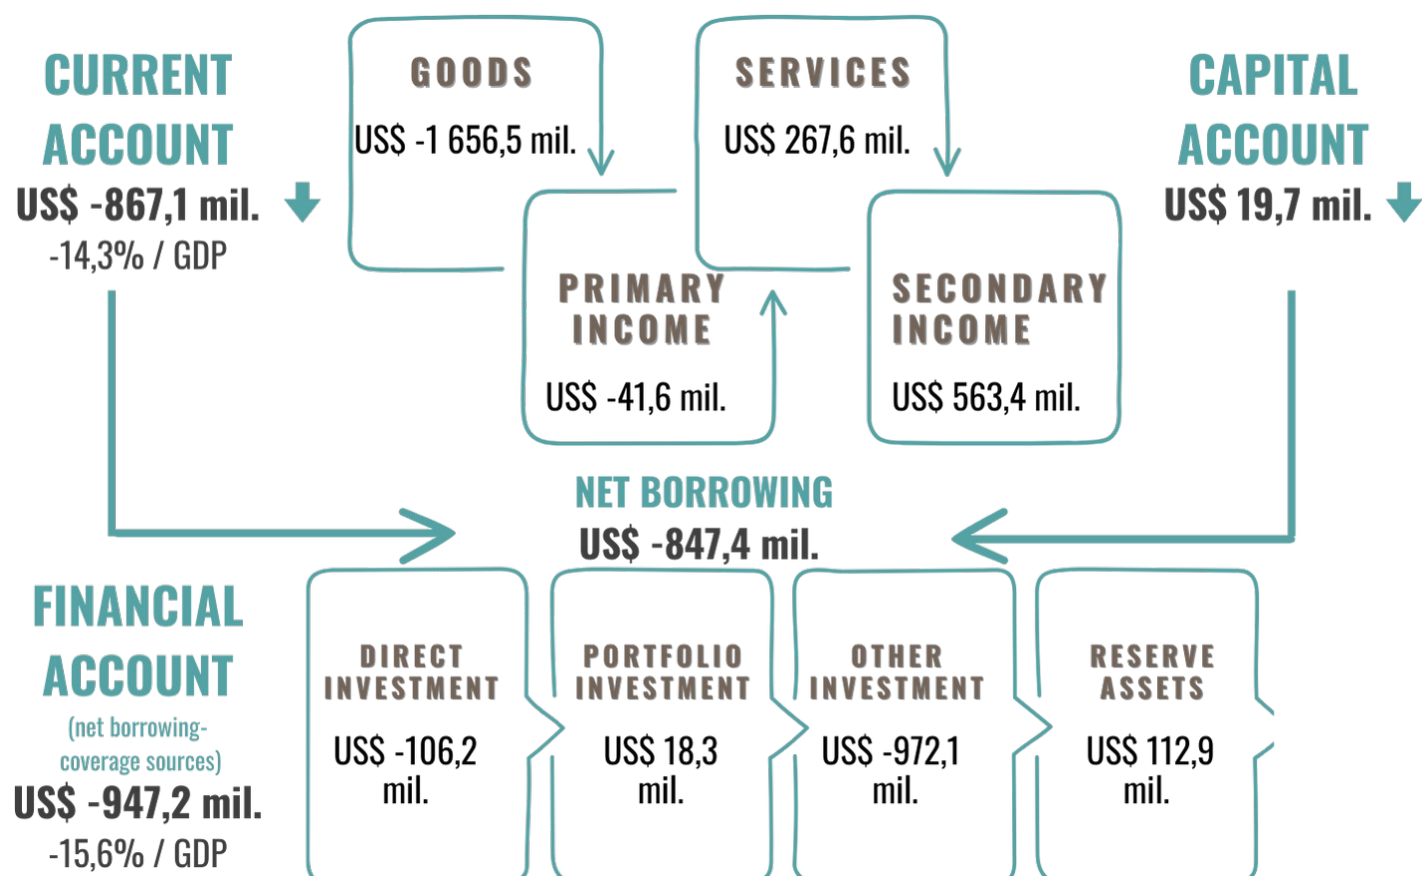 CURRENT
ACCOUNT
US$ -867,1 mil.
-14,3% / GDP
GOODS
US$ -1 656,5 mil.
SERVICES
US$ 267,6 mil.
CAPITAL
ACCOUNT
US$ 19,7 mil.
PRIMARY
INCOME
US$ -41,6 mil.
SECONDARY
INCOME
US$ 563,4 mil.
NET BORROWING
US$ -847,4 mil.
FINANCIAL
ACCOUNT
(net borrowing-
coverage sources)
US$ -947,2 mil.
-15,6% / GDP
DIRECT
INVESTMENT
US$ -106,2
mil.
PORTFOLIO
INVESTMENT
US$ 18,3
mil.
OTHER
INVESTMENT
US$ -972,1
mil.
RESERVE
ASSETS
US$ 112,9
mil.